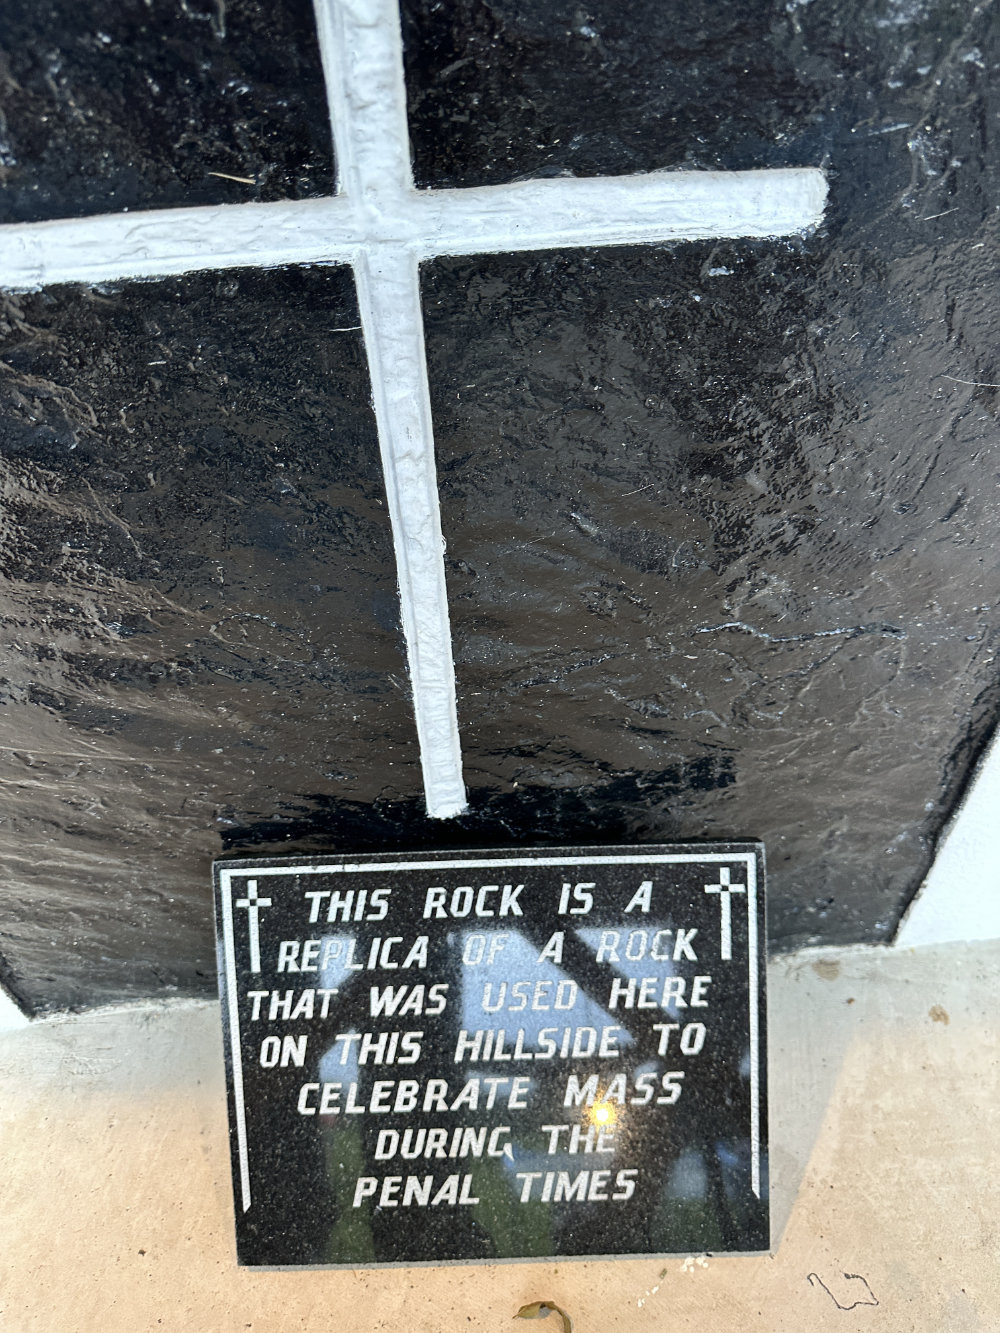 THIS ROCK IS A
REPLICA OF A ROCK
THAT WAS USED HERE
ON THIS HILLSIDE TO
CELEBRATE MASS
DURING THE
PENAL TIMES